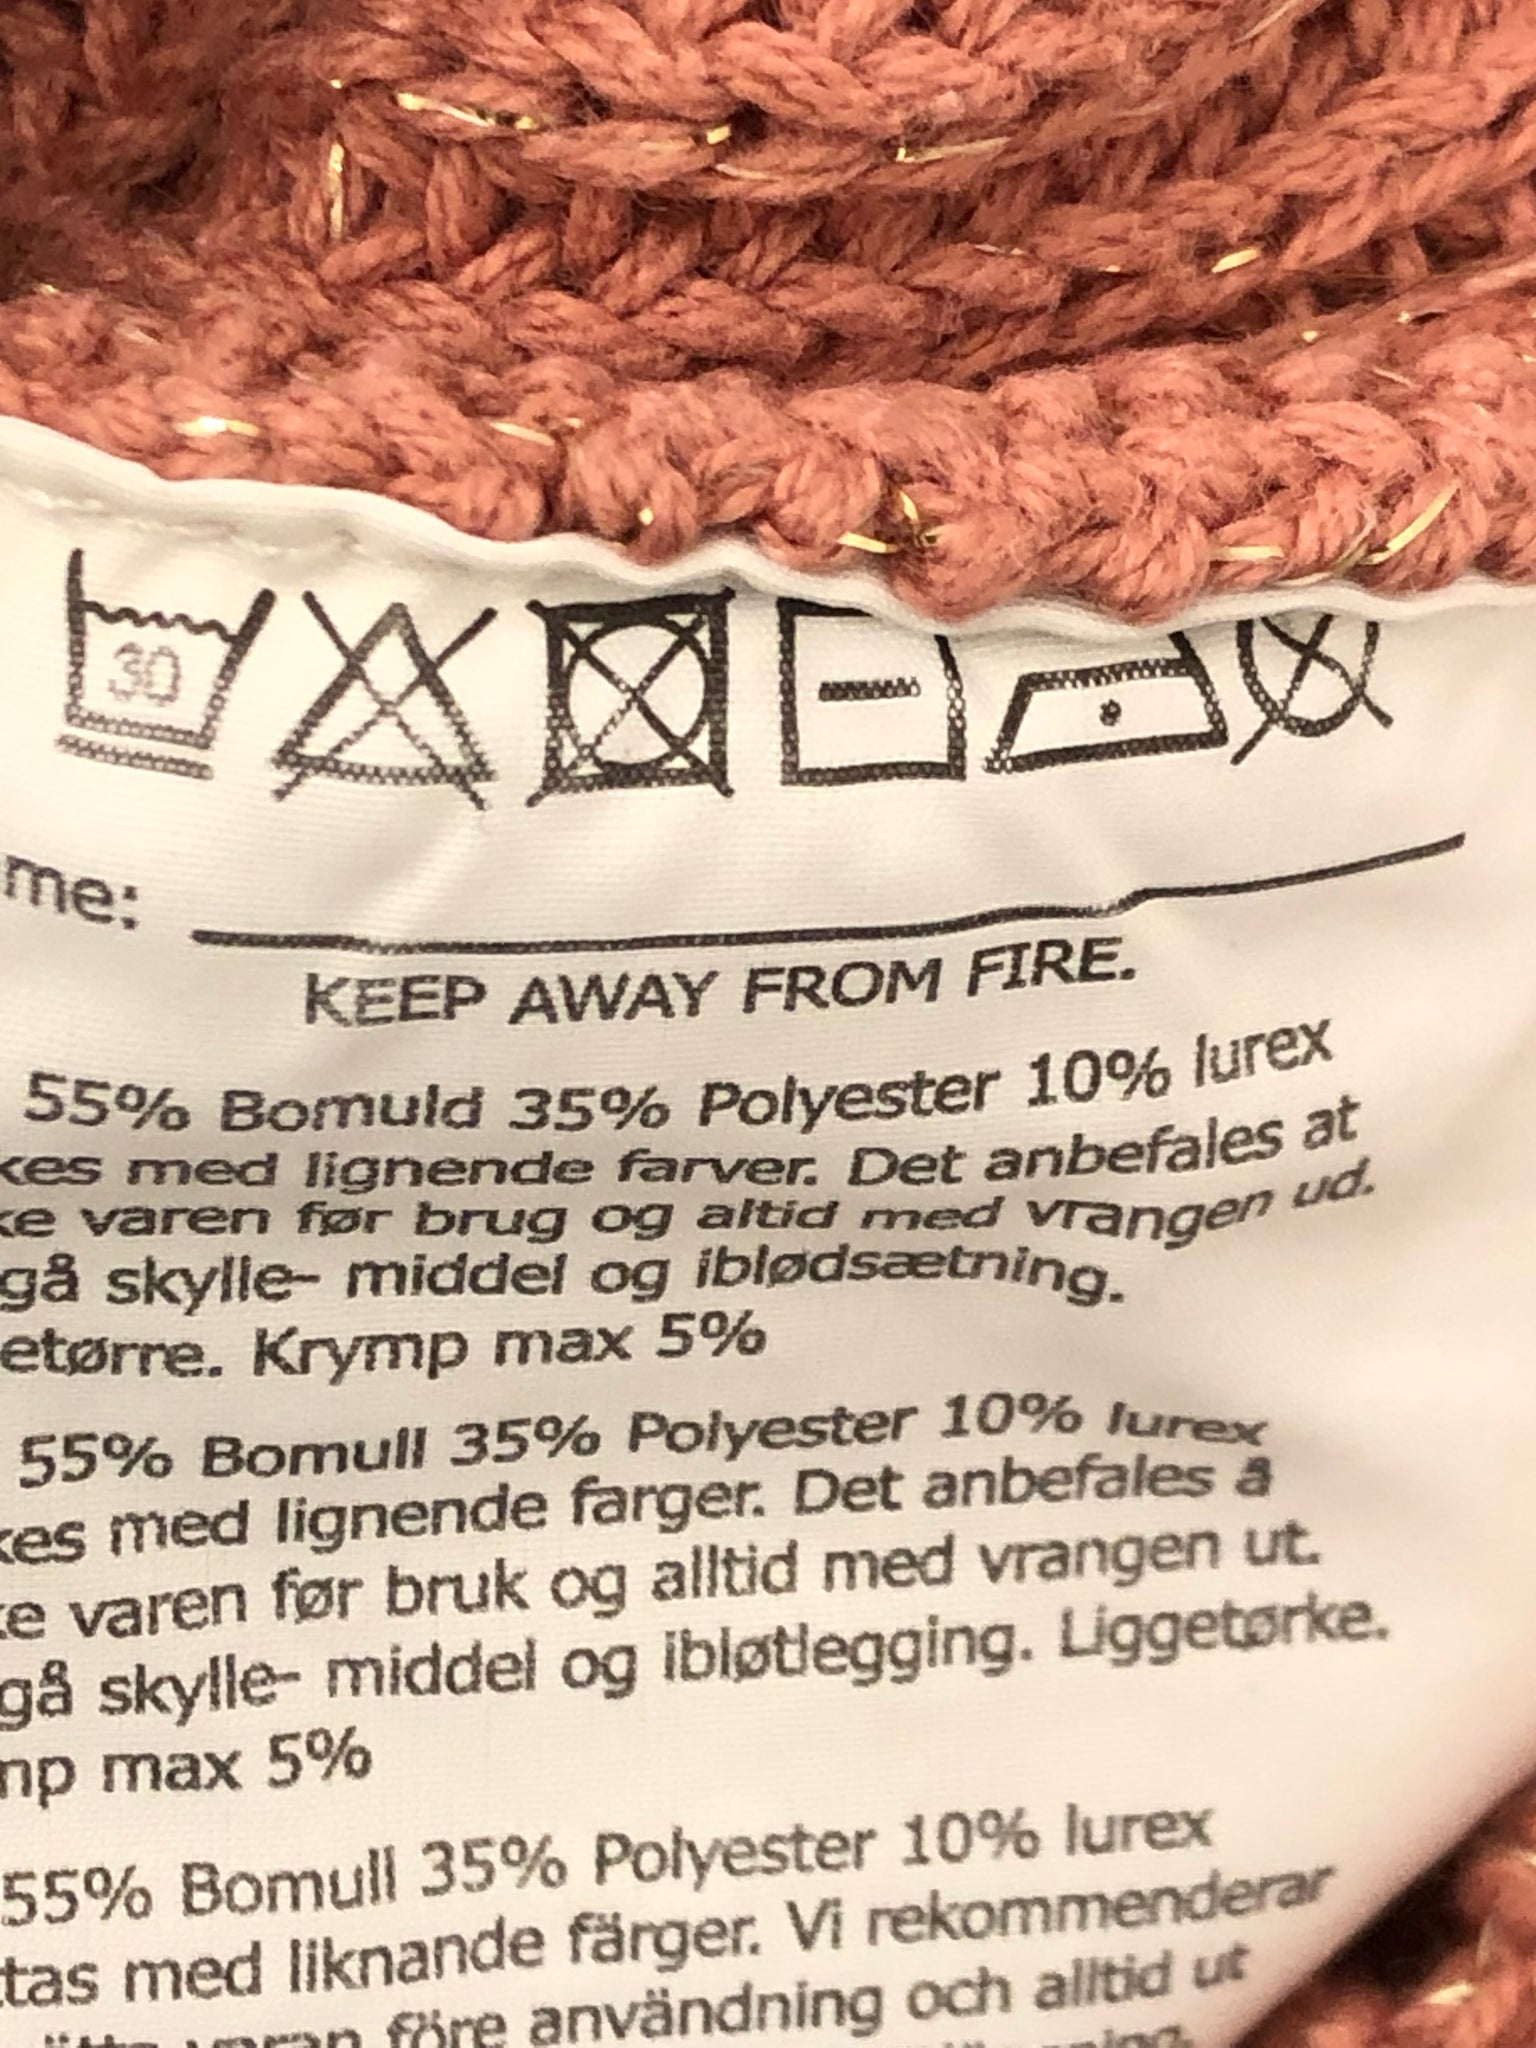 30
me:
KEEP AWAY FROM FIRE.
55% Bomuld 35% Polyester 10% lurex
kes med lignende farver. Det anbefales at
ke varen før brug og altid med vrangen ud.
gå skylle- middel og iblødsætning.
etørre. Krymp max 5%
55% Bomull 35% Polyester 10% lurex
kes med lignende farger. Det anbefales å
ke varen før bruk og alltid med vrangen ut.
gå skylle- middel og ibløtlegging. Liggetørke.
mp max 5%
55% Bomull 35% Polyester 10% lurex
ttas med liknande färger. Vi rekommenderar
varan före användning och alltid ut